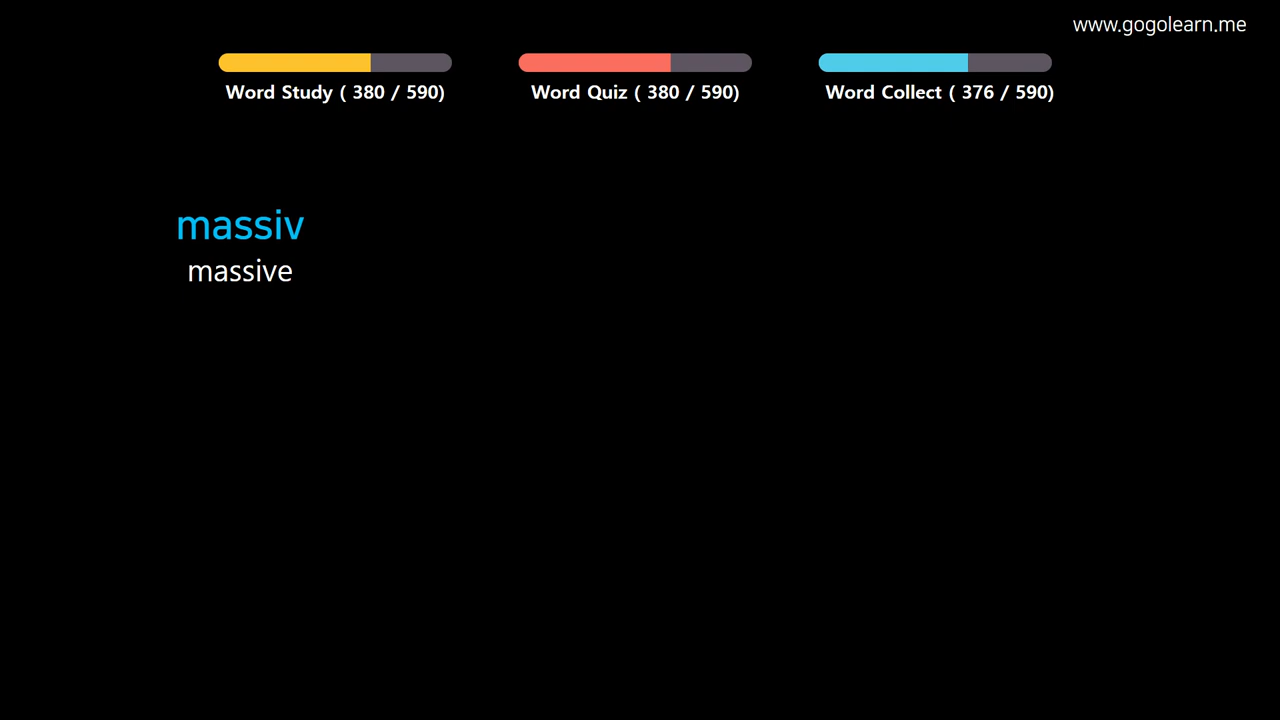 www.gogolearn.me
Word Study ( 380 / 590)
Word Quiz ( 380 / 590)
Word Collect ( 376 / 590)
massiv
massive